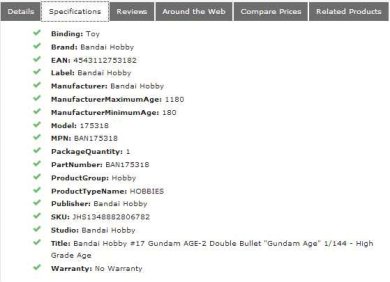 Details Specifications Reviews Around the Web Compare Prices Related Products
Binding: Toy
Brand: Bandai Hobby
EAN: 4543112753182
Label: Bandai Hobby
Manufacturer: Bandai Hobby
ManufacturerMaximumAge: 1180
ManufacturerMinimumAge: 180
Model: 175318
MPN: BAN175318
PackageQuantity: 1
PartNumber: BAN175318
ProductGroup: Hobby
ProductTypeName: HOBBIES
Publisher: Bandai Hobby
SKU: JHS1348882806782
Studio: Bandai Hobby
Title: Bandai Hobby #17 Gundam AGE-2 Double Bullet "Gundam Age" 1/144 - High
Grade Age
Warranty: No Warranty